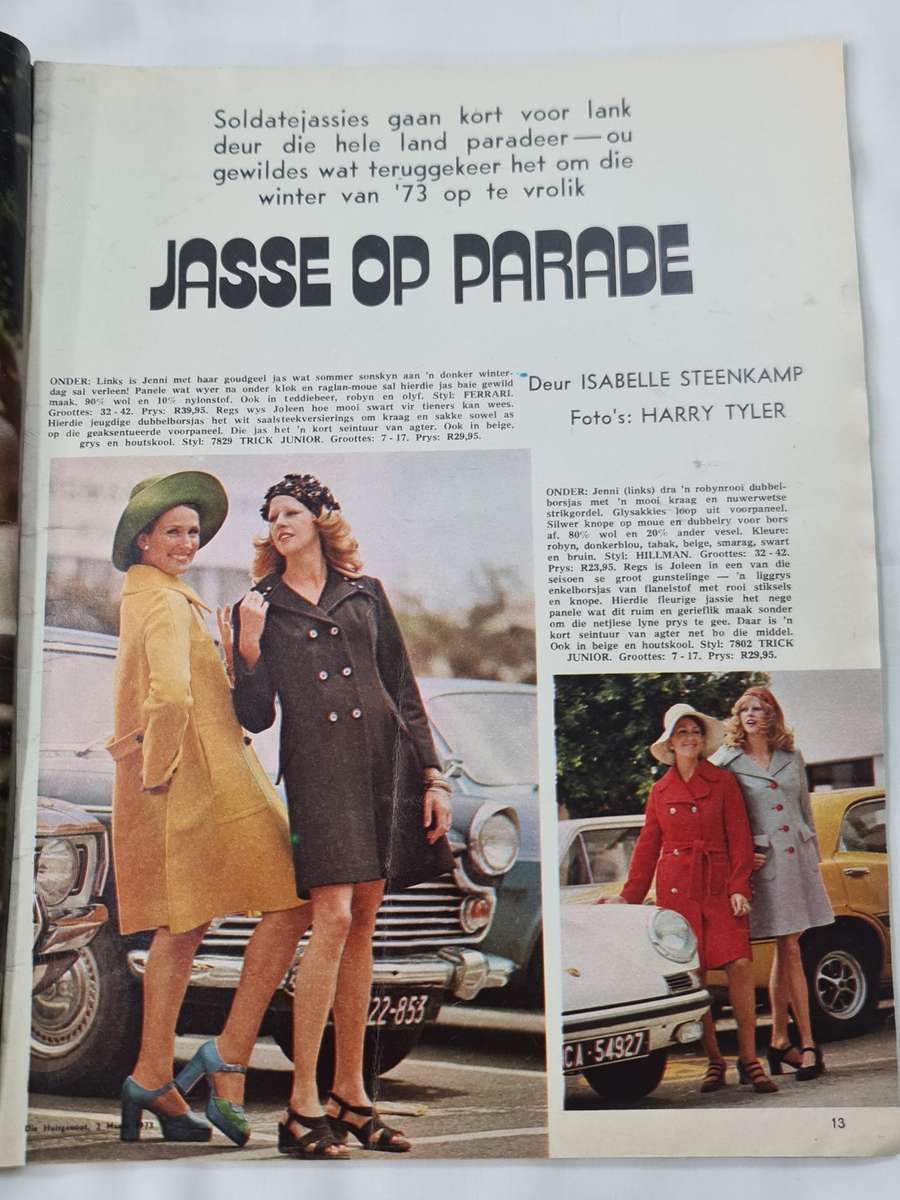 Soldatejassies gaan kort voor lank
deur die hele land paradeer — ou
gewildes wat teruggekeer het om die
winter van '73 op te vrolik
JASSE OP PARADE
ONDER: Links is Jenni met haar goudgeel jas wat sommer sonskyn aan 'n donker winter-
dag sal verleen! Panele wat wyer na onder klok en raglan-moue sal hierdie jas baie gewild
maak. 90% wol en 10% nylonstof. Ook in teddiebeer, robyn en olyf. Styl: FERRARI.
Groottes: 32 - 42. Prys: R39,95. Regs wys Joleen hoe mooi swart vir tieners kan wees.
Hierdie jeugdige dubbelborsjas het wit saalsteekversierings om kraag en sakke sowel as
op die geaksentueerde voorpaneel. Die jas het 'n kort seintuur van agter. Ook in beige,
grys en houtskool. Styl: 7829 TRICK JUNIOR. Groottes: 7 - 17. Prys: R29,95.
Deur ISABELLE STEENKAMP
Foto's: HARRY TYLER
ONDER: Jenni (links) dra 'n robynrooi dubbel-
borsjas met 'n mooi kraag en nuwerwetse
strikgordel. Glysakkies loop uit voorpaneel.
Silwer knope op moue en dubbelry voor bors
af. 80% wol en 20% ander vesel. Kleure:
robyn, donkerblou, tabak, beige, smarag, swart
en bruin. Styl: HILLMAN. Groottes: 32 - 42.
Prys: R23,95. Regs is Joleen in een van die
seisoen se groot gunstelinge — 'n liggrys
enkelborsjas van flanelstof met rooi stiksels
en knope. Hierdie fleurige jassie het nege
panele wat dit ruim en gerieflik maak sonder
om die netjiese lyne prys te gee. Daar is 'n
kort seintuur van agter net bo die middel.
Ook in beige en houtskool. Styl: 7802 TRICK
JUNIOR. Groottes: 7 - 17. Prys: R29,95.
22-853
CA·54927
Die Huisgenoot, 2 1973
13